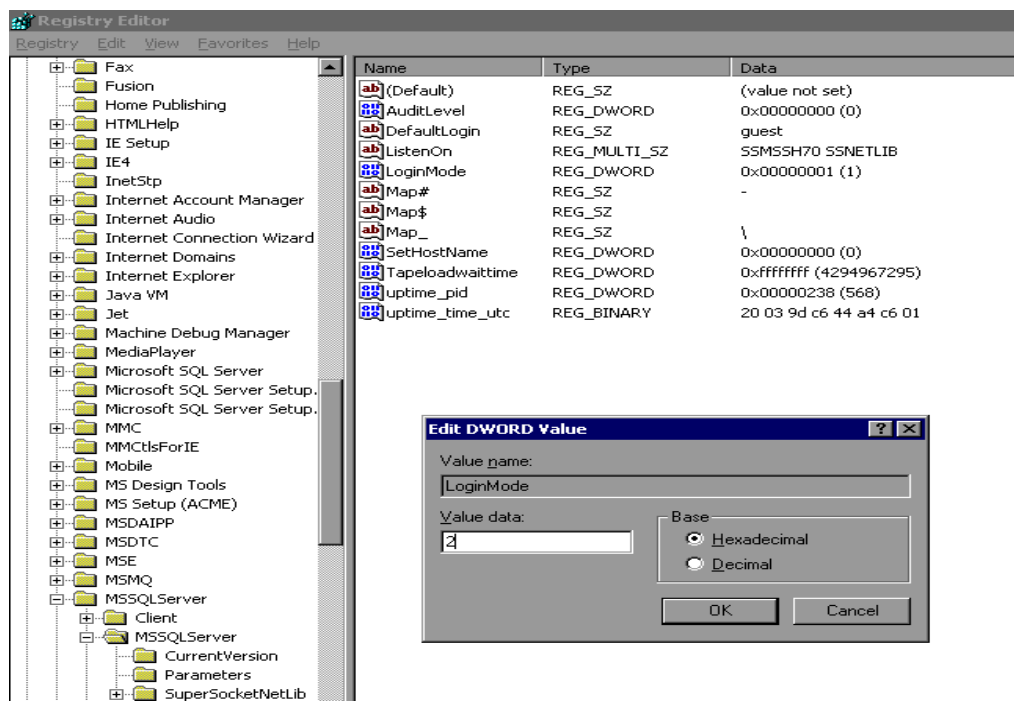 Registry Editor
Registry Edit View Favorites Help
Fax
Fusion
Home Publishing
HTMLHelp
IE Setup
IE4
InetStp
Internet Account Manager
Internet Audio
Internet Connection Wizard
Internet Domains
Internet Explorer
Java VM
Jet
Machine Debug Manager
MediaPlayer
Microsoft SQL Server
Microsoft SQL Server Setup.
Microsoft SQL Server Setup.
MMC
MMCtlsForIE
Mobile
MS Design Tools
MS Setup (ACME)
MSDAIPP
MSDTC
MSE
MSMQ
MSSQLServer
Client
MSSQLServer
CurrentVersion
Parameters
SuperSocketNetLib
Name Type Data
(Default) REG_SZ (value not set)
AuditLevel REG_DWORD 0x00000000 (0)
DefaultLogin REG_SZ guest
ListenOn REG_MULTI_SZ SSMSSH70 SSNETLIB
LoginMode REG_DWORD 0x00000001 (1)
Map# REG_SZ -
Map$ REG_SZ
Map_ REG_SZ \
SetHostName REG_DWORD 0x00000000 (0)
Tapeloadwaittime REG_DWORD 0xffffffff (4294967295)
uptime_pid REG_DWORD 0x00000238 (568)
uptime_time_utc REG_BINARY 20 03 9d c6 44 a4 c6 01
Edit DWORD Value
Value name:
LoginMode
Value data:
2
Base
Hexadecimal
Decimal
OK Cancel